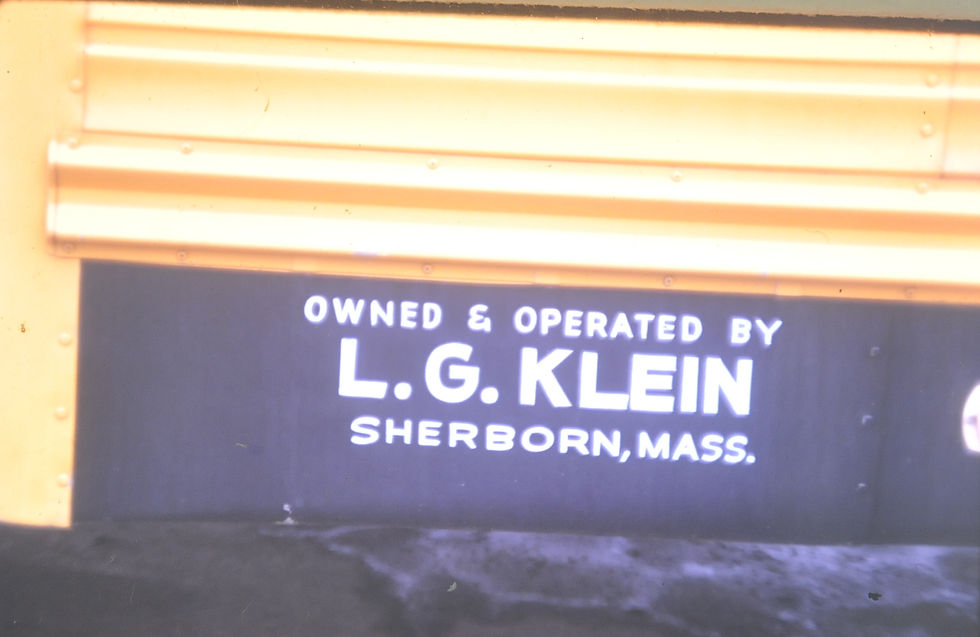 OWNED & OPERATED BY
L.G. KLEIN
SHERBORN, MASS.